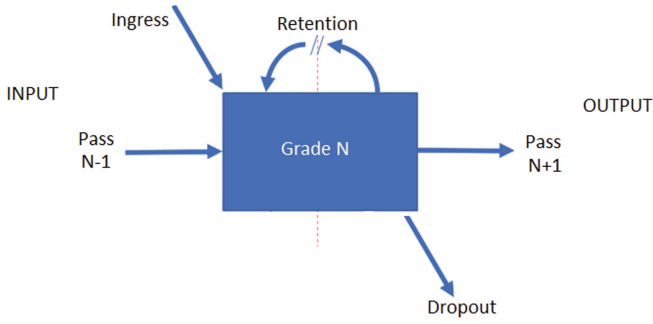 Ingress
Retention
INPUT
OUTPUT
Pass
N-1
Grade N
Pass
N+1
Dropout